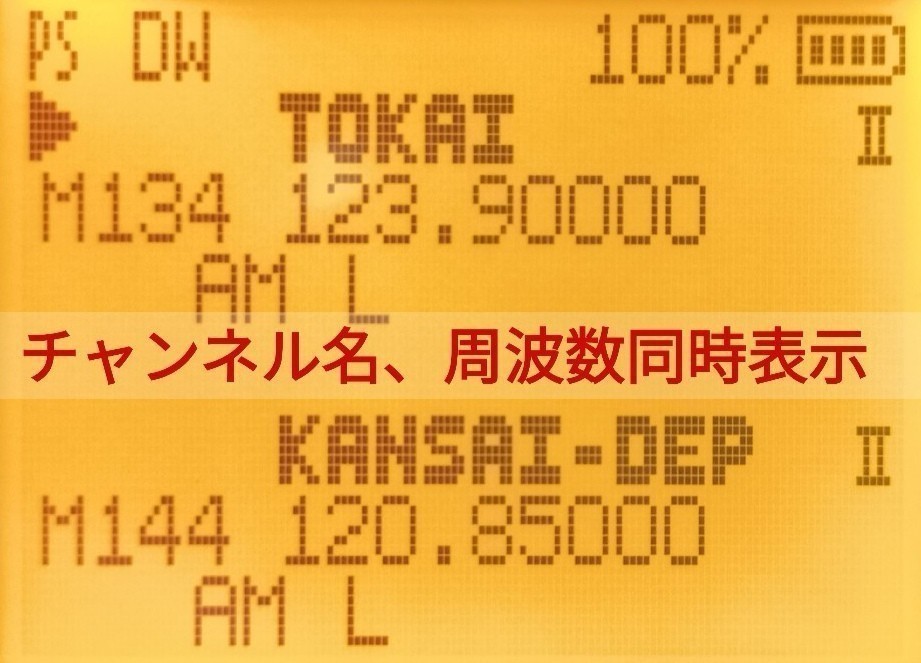 PS DW 100%
TOKAI II
M134 123.90000
AM L
チャンネル名、周波数同時表示
KANSAI-DEP II
M144 120.85000
AM L